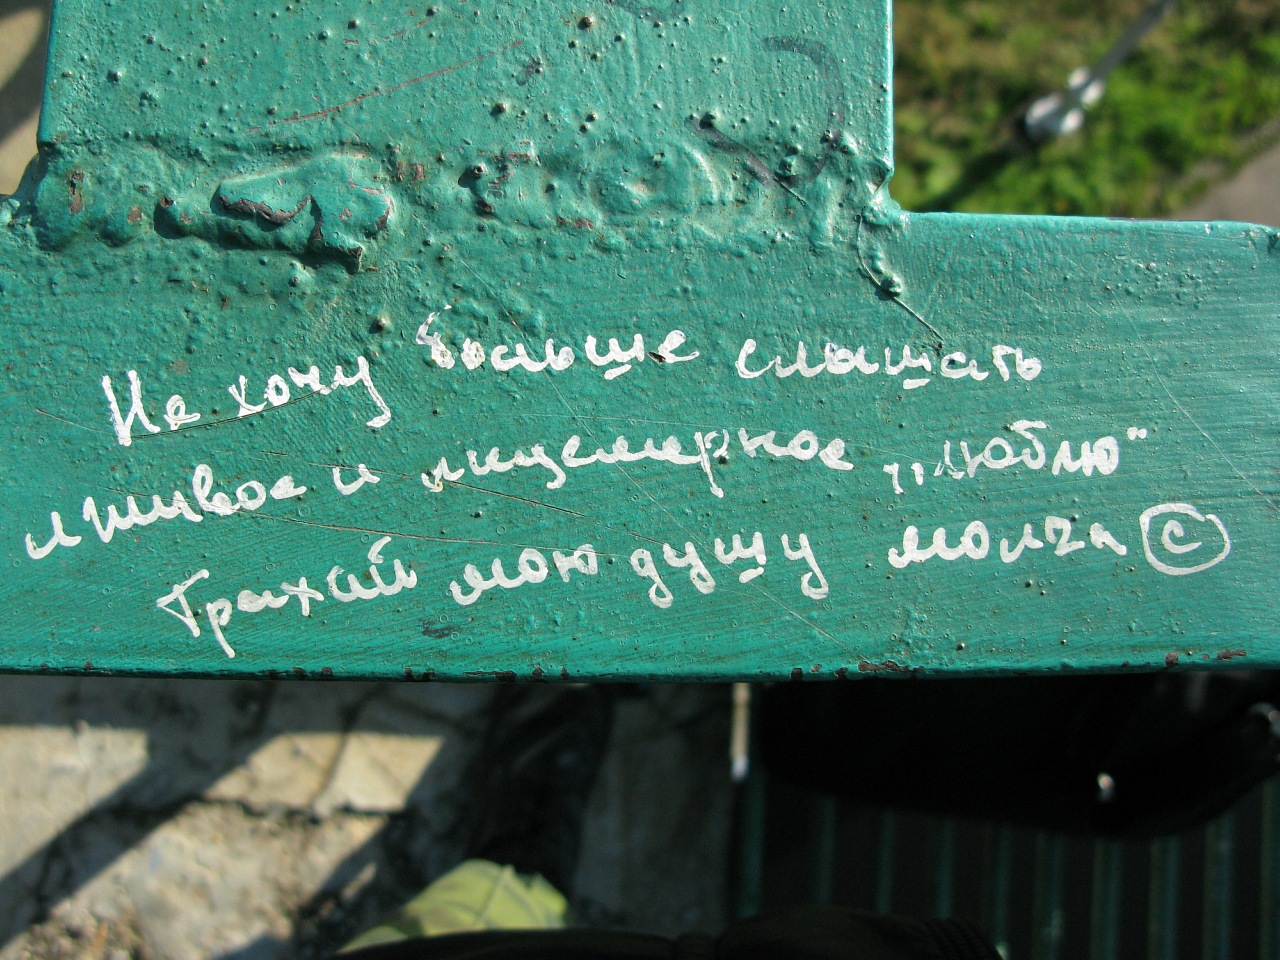 Не хочу больше слышать
лживое и лицемерное „люблю“
Трахай мою душу молча ©